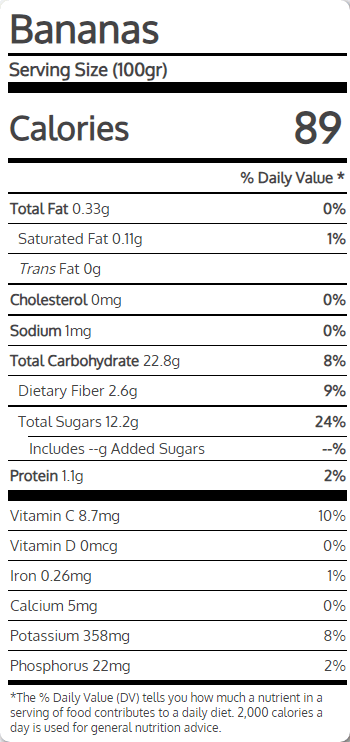 Bananas
Serving Size (100gr)
Calories 89
% Daily Value *
Total Fat 0.33g 0%
Saturated Fat 0.11g 1%
Trans Fat 0g
Cholesterol 0mg 0%
Sodium 1mg 0%
Total Carbohydrate 22.8g 8%
Dietary Fiber 2.6g 9%
Total Sugars 12.2g 24%
Includes --g Added Sugars --%
Protein 1.1g 2%
Vitamin C 8.7mg 10%
Vitamin D 0mcg 0%
Iron 0.26mg 1%
Calcium 5mg 0%
Potassium 358mg 8%
Phosphorus 22mg 2%
*The % Daily Value (DV) tells you how much a nutrient in a
serving of food contributes to a daily diet. 2,000 calories a
day is used for general nutrition advice.